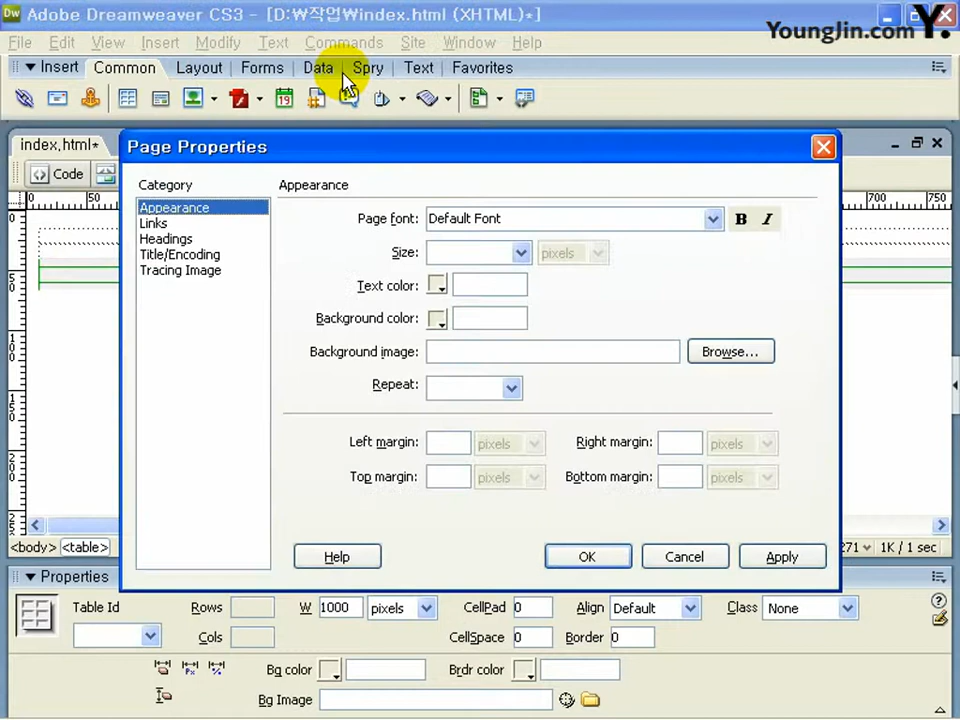 Adobe Dreamweaver CS3 - [D:￦작업￦index.html (XHTML)*]
YoungJin.com Y.
File Edit View Insert Modify Text Commands Site Window Help
Insert Common Layout Forms Data Spry Text Favorites
index.html*
Code
0 50 700 750
Page Properties
Category
Appearance
Links
Headings
Title/Encoding
Tracing Image
Appearance
Page font: Default Font B I
Size: pixels
Text color:
Background color:
Background image: Browse...
Repeat:
Left margin: pixels Right margin: pixels
Top margin: pixels Bottom margin: pixels
Help OK Cancel Apply
<body> <table> 271 1K / 1 sec
Properties
Table Id Rows W 1000 pixels CellPad 0 Align Default Class None
Cols CellSpace 0 Border 0
Bg color Brdr color
Bg Image